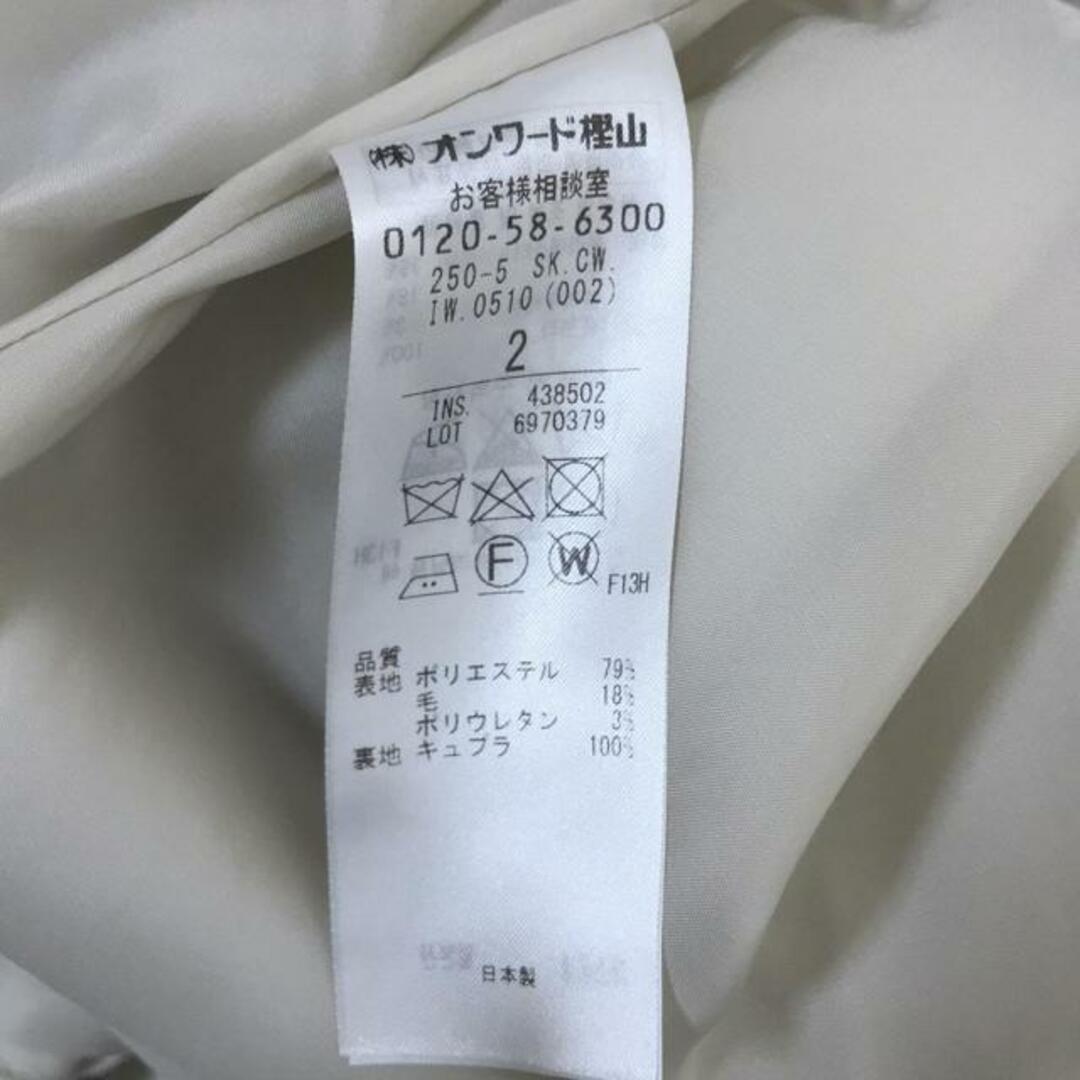 (株)オンワード樫山
お客様相談室
0120-58-6300
250-5 SK.CW.
IW.0510(002)
2
INS. 438502
LOT 6970379
F W F13H
品質
表地 ポリエステル 79%
毛 18%
ポリウレタン 3%
裏地 キュプラ 100%
日本製